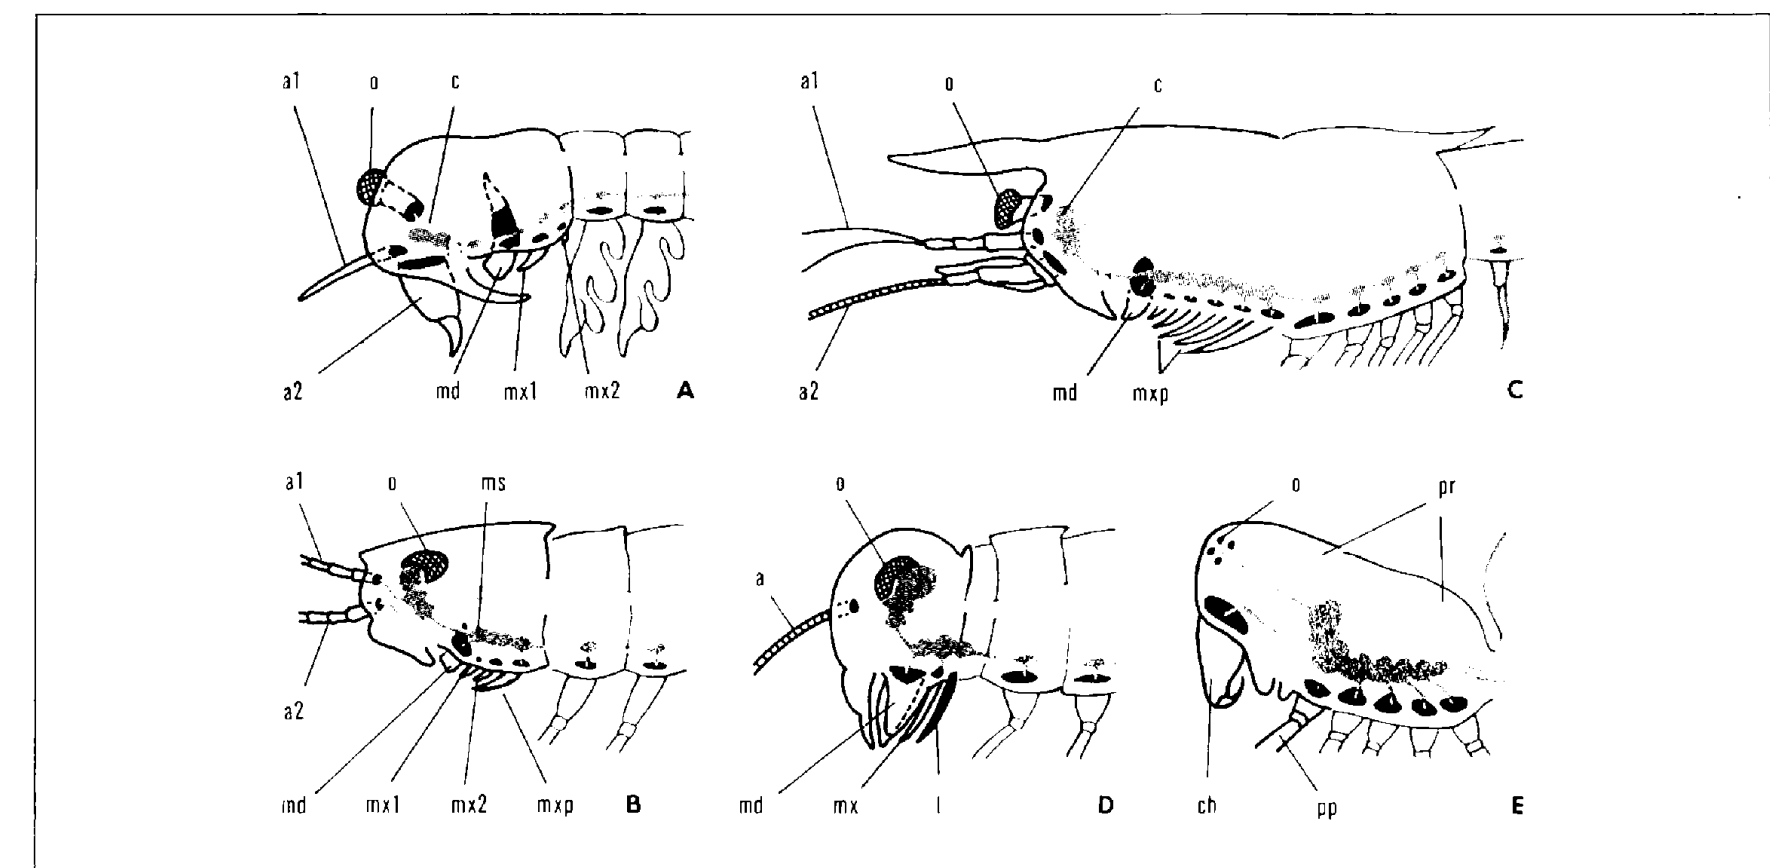 a1 o c
a1 o c
a2 md mx1 mx2 A
a2 md mxp C
a1 o ms
o
o pr
a
a2
md mx1 mx2 mxp B
md mx l D
ch pp E